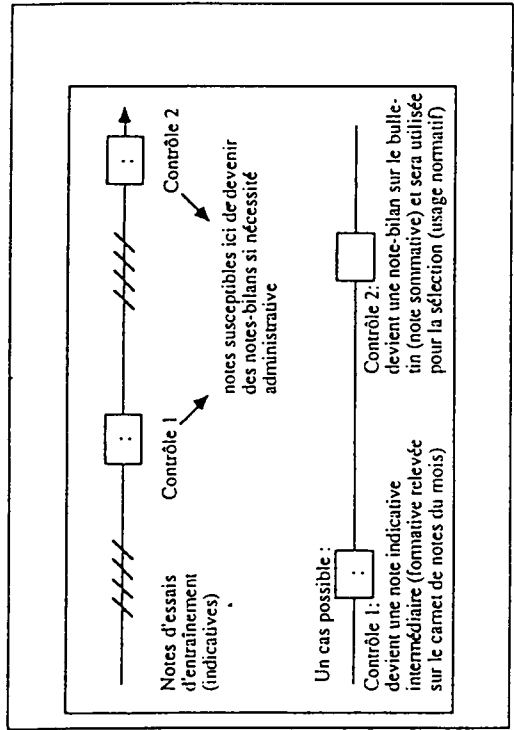 Notes d'essais
d'entraînement
(indicatives)
:
Contrôle 1
:
Contrôle 2
notes susceptibles ici de devenir
des notes-bilans si nécessité
administrative
Un cas possible :
:
Contrôle 1:
devient une note indicative
intermédiaire (formative relevée
sur le carnet de notes du mois)
Contrôle 2:
devient une note-bilan sur le bulle-
tin (note sommative) et sera utilisée
pour la sélection (usage normatif)